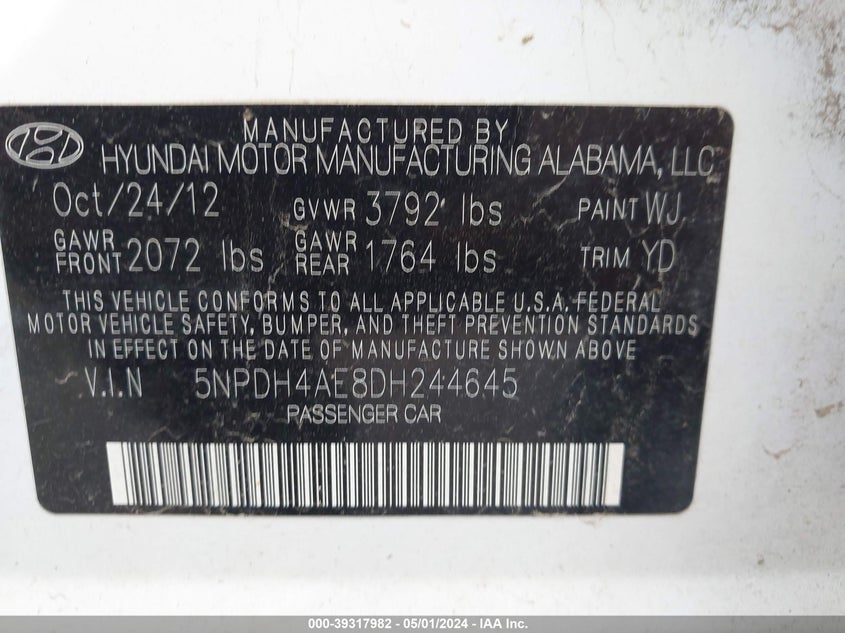 MANUFACTURED BY
HYUNDAI MOTOR MANUFACTURING ALABAMA, LLC
Oct/24/12 GVWR 3792 lbs PAINT WJ
GAWR FRONT 2072 lbs GAWR REAR 1764 lbs TRIM YD
THIS VEHICLE CONFORMS TO ALL APPLICABLE U.S.A. FEDERAL
MOTOR VEHICLE SAFETY, BUMPER, AND THEFT PREVENTION STANDARDS
IN EFFECT ON THE DATE OF MANUFACTURE SHOWN ABOVE
V.I.N 5NPDH4AE8DH244645
PASSENGER CAR
000-39317982 - 05/01/2024 - IAA Inc.